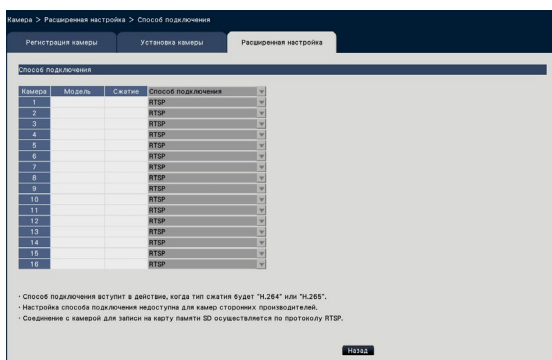 Камера > Расширенная настройка > Способ подключения
Регистрация камеры Установка камеры Расширенная настройка
Способ подключения
Камера Модель Сжатие Способ подключения
1 RTSP
2 RTSP
3 RTSP
4 RTSP
5 RTSP
6 RTSP
7 RTSP
8 RTSP
9 RTSP
10 RTSP
11 RTSP
12 RTSP
13 RTSP
14 RTSP
15 RTSP
16 RTSP
· Способ подключения вступит в действие, когда тип сжатия будет "H.264" или "H.265".
· Настройка способа подключения недоступна для камер сторонних производителей.
· Соединение с камерой для записи на карту памяти SD осуществляется по протоколу RTSP.
Назад